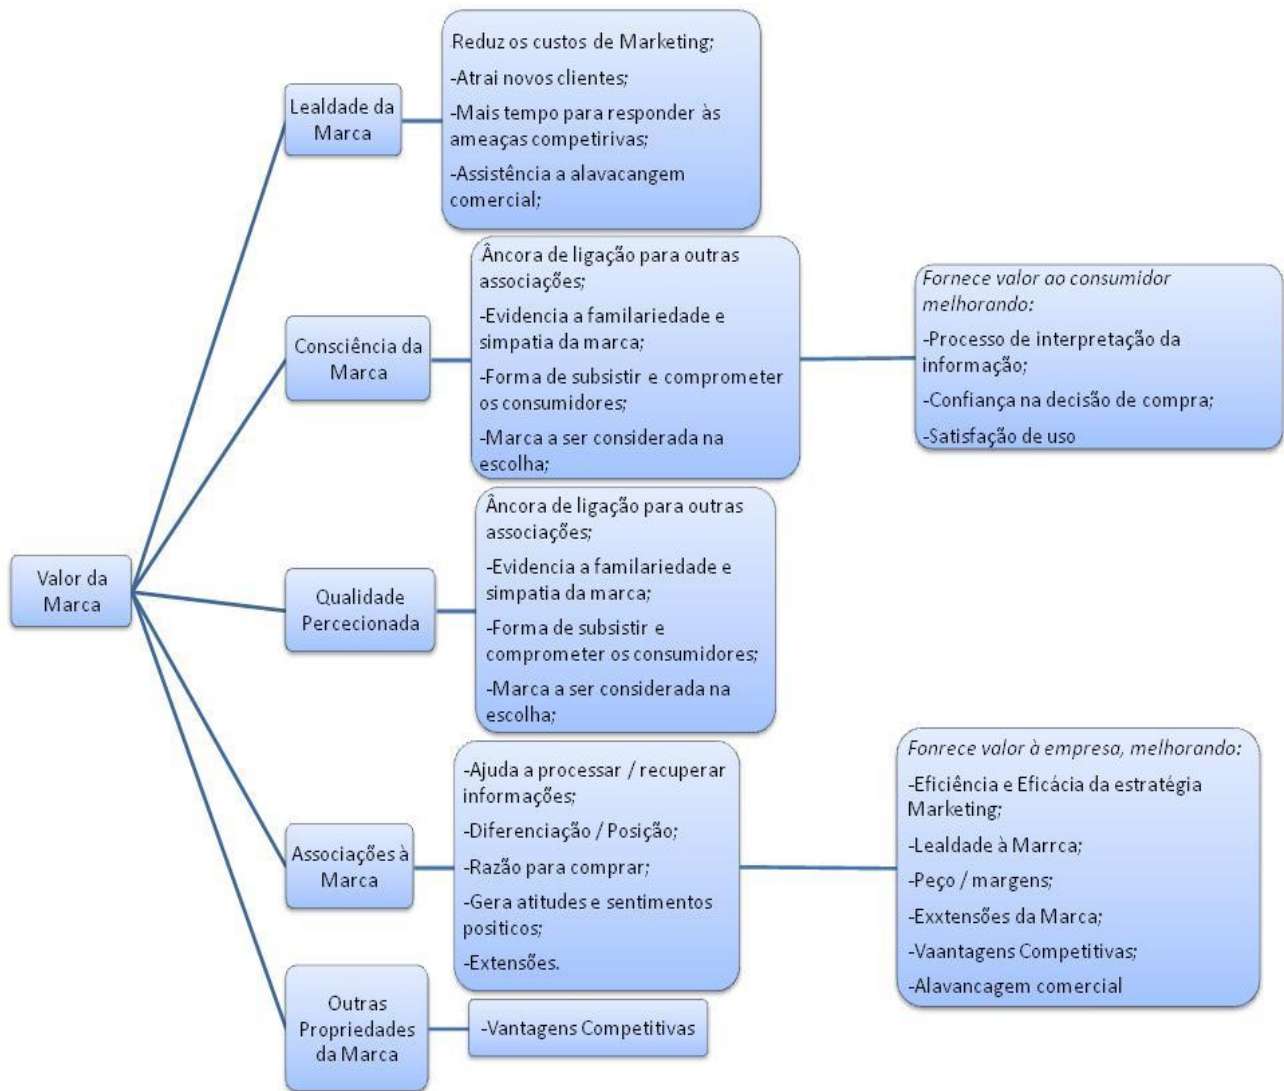 Valor da
Marca
Lealdade da
Marca
Reduz os custos de Marketing;
-Atrai novos clientes;
-Mais tempo para responder às
ameaças competirivas;
-Assistência a alavacangem
comercial;
Consciência da
Marca
Âncora de ligação para outras
associações;
-Evidencia a familariedade e
simpatia da marca;
-Forma de subsistir e comprometer
os consumidores;
-Marca a ser considerada na
escolha;
Fornece valor ao consumidor
melhorando:
-Processo de interpretação da
informação;
-Confiança na decisão de compra;
-Satisfação de uso
Qualidade
Percecionada
Âncora de ligação para outras
associações;
-Evidencia a familariedade e
simpatia da marca;
-Forma de subsistir e
comprometer os consumidores;
-Marca a ser considerada na
escolha;
Associações à
Marca
-Ajuda a processar / recuperar
informações;
-Diferenciação / Posição;
-Razão para comprar;
-Gera atitudes e sentimentos
positicos;
-Extensões.
Fonrece valor à empresa, melhorando:
-Eficiência e Eficácia da estratégia
Marketing;
-Lealdade à Marrca;
-Peço / margens;
-Exxtensões da Marca;
-Vaantagens Competitivas;
-Alavancagem comercial
Outras
Propriedades
da Marca
-Vantagens Competitivas